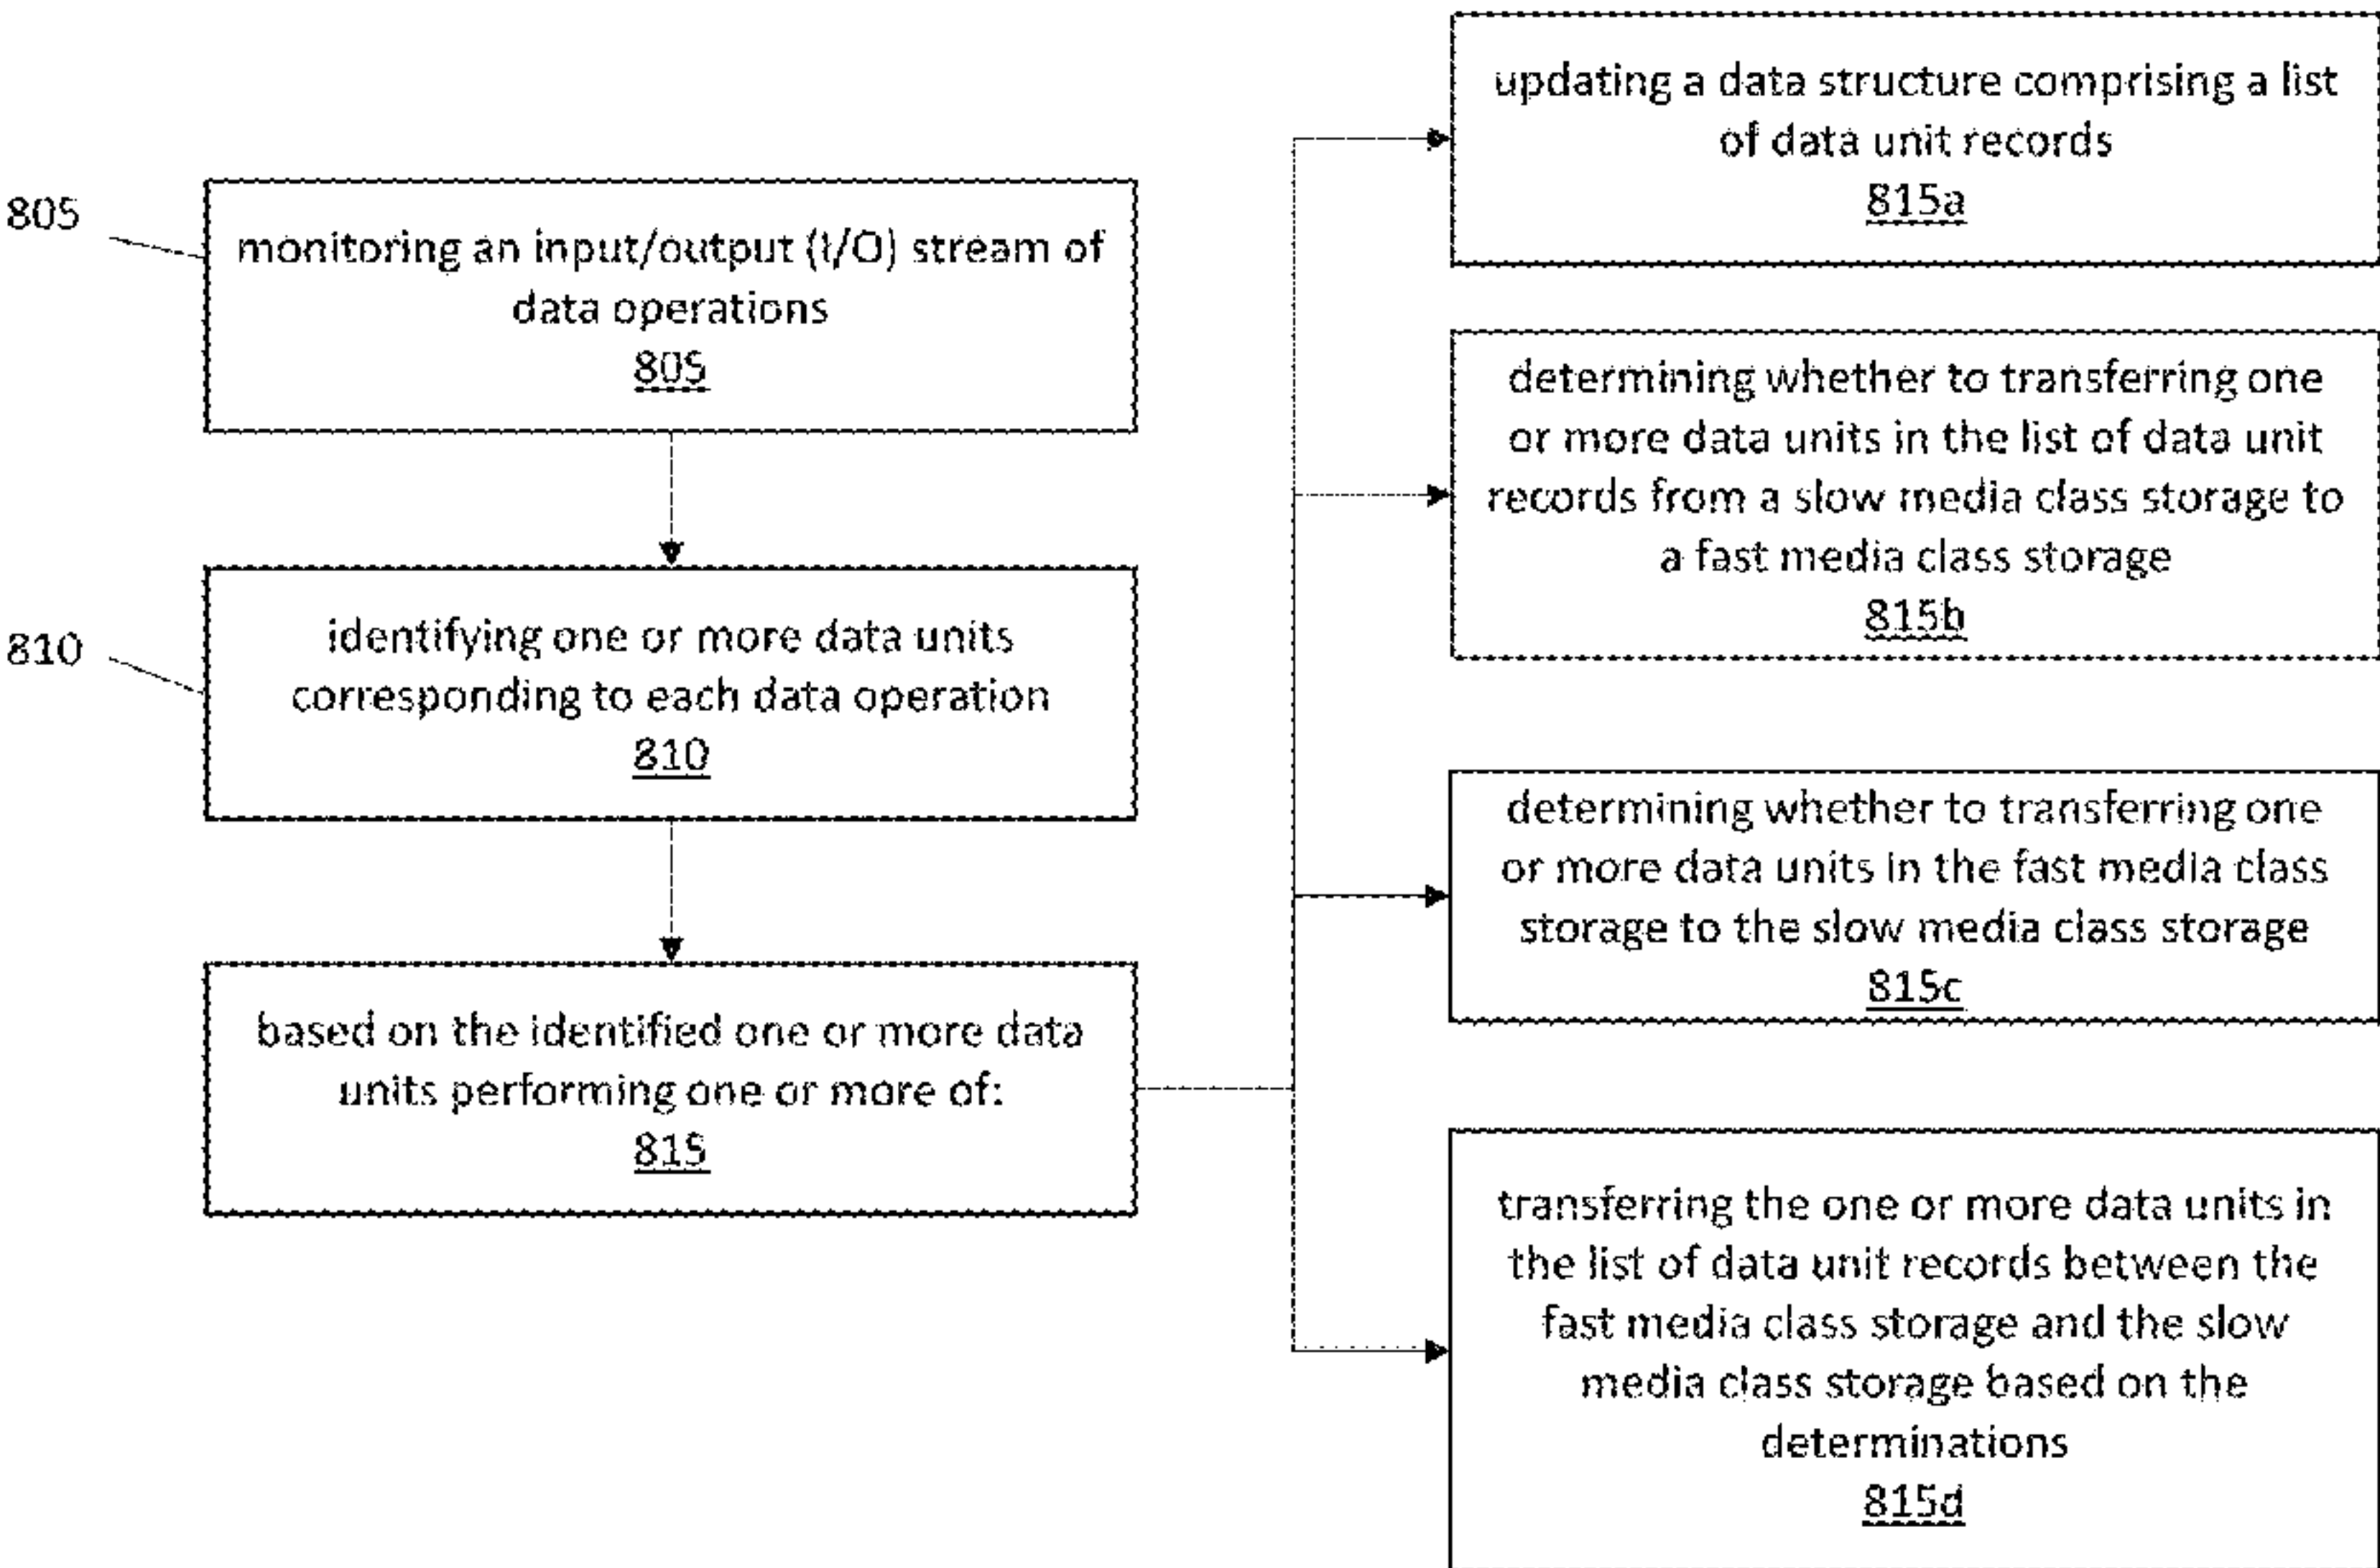 805
monitoring an input/output (I/O) stream of
data operations
805
810
identifying one or more data units
corresponding to each data operation
810
based on the identified one or more data
units performing one or more of:
815
updating a data structure comprising a list
of data unit records
815a
determining whether to transferring one
or more data units in the list of data unit
records from a slow media class storage to
a fast media class storage
815b
determining whether to transferring one
or more data units in the fast media class
storage to the slow media class storage
815c
transferring the one or more data units in
the list of data unit records between the
fast media class storage and the slow
media class storage based on the
determinations
815d